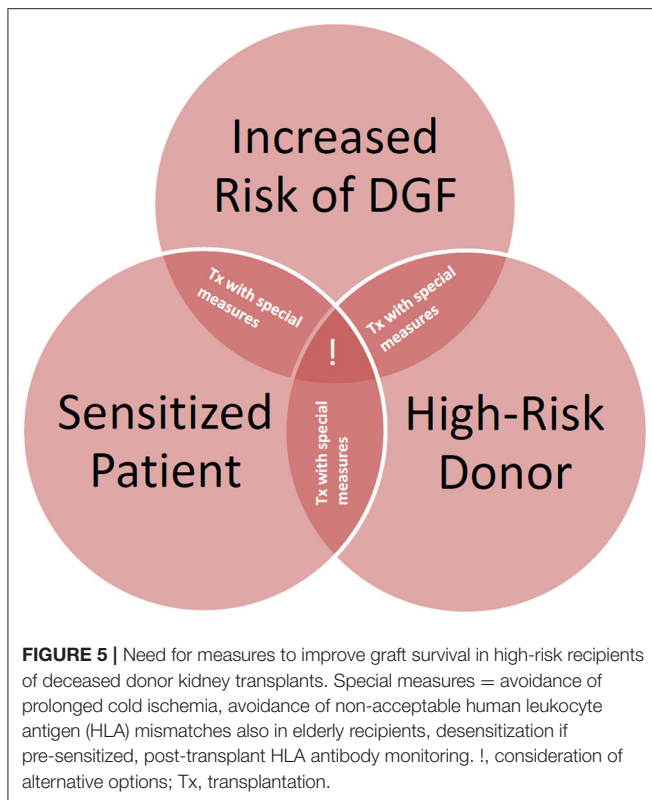 Increased
Risk of DGF
Tx with special
measures
Tx with special
measures
!
Sensitized
Patient
High-Risk
Donor
Tx with special
measures
FIGURE 5 | Need for measures to improve graft survival in high-risk recipients
of deceased donor kidney transplants. Special measures = avoidance of
prolonged cold ischemia, avoidance of non-acceptable human leukocyte
antigen (HLA) mismatches also in elderly recipients, desensitization if
pre-sensitized, post-transplant HLA antibody monitoring. !, consideration of
alternative options; Tx, transplantation.